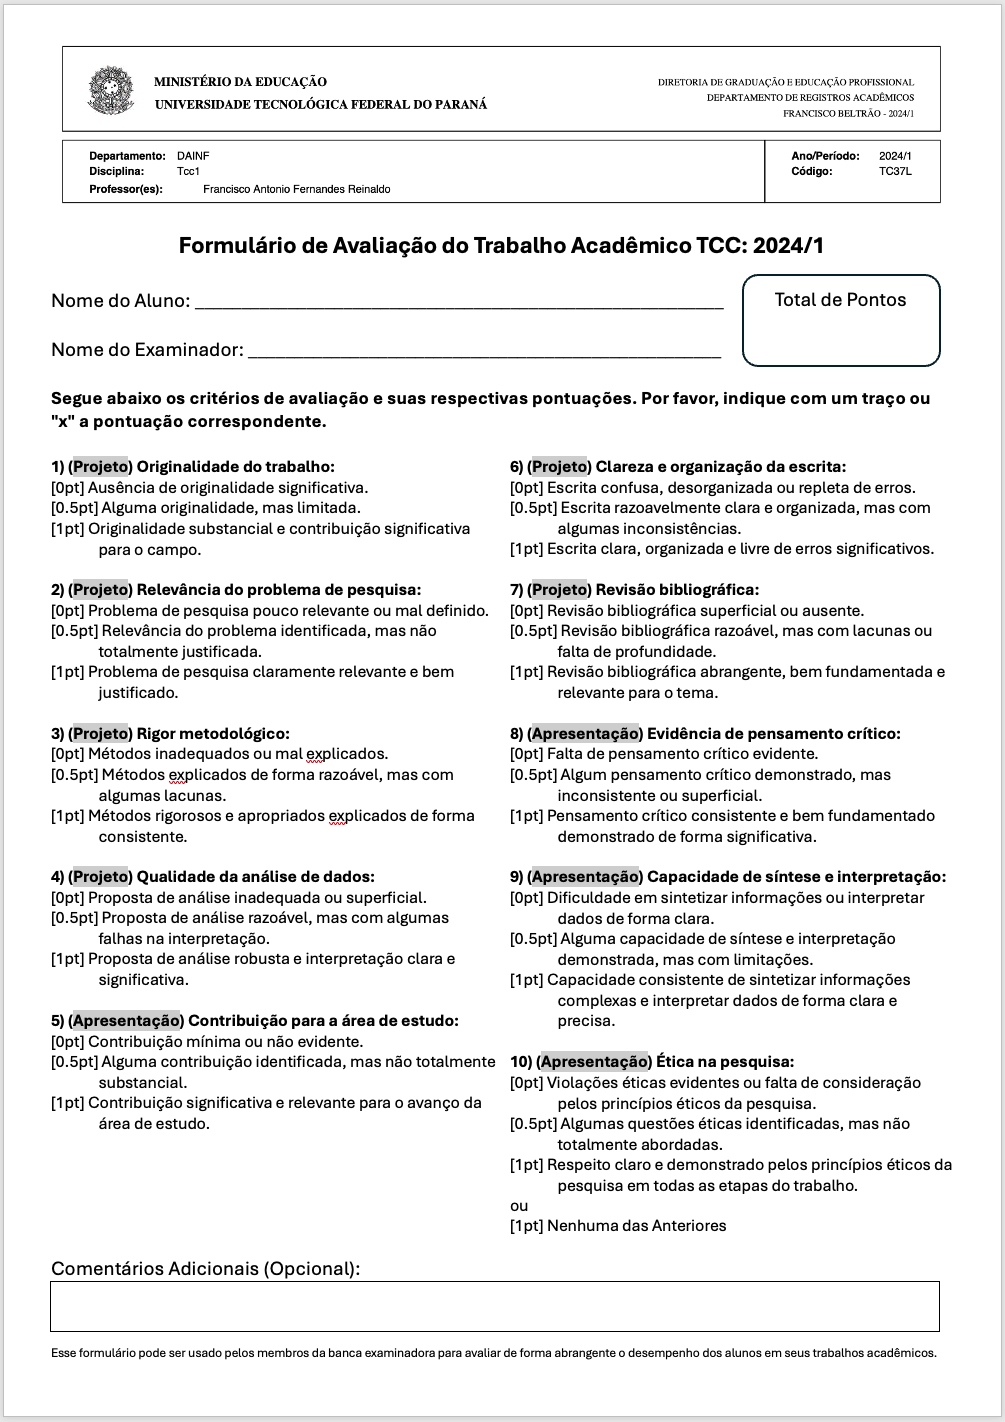 MINISTÉRIO DA EDUCAÇÃO
UNIVERSIDADE TECNOLÓGICA FEDERAL DO PARANÁ
DIRETORIA DE GRADUAÇÃO E EDUCAÇÃO PROFISSIONAL
DEPARTAMENTO DE REGISTROS ACADÊMICOS
FRANCISCO BELTRÃO - 2024/1
Departamento: DAINF
Disciplina: Tcc1
Professor(es): Francisco Antonio Fernandes Reinaldo
Ano/Período: 2024/1
Código: TC37L
Formulário de Avaliação do Trabalho Acadêmico TCC: 2024/1
Nome do Aluno: ______________________________________________________
Nome do Examinador: ________________________________________________
Total de Pontos
Segue abaixo os critérios de avaliação e suas respectivas pontuações. Por favor, indique com um traço ou
"x" a pontuação correspondente.
1) (Projeto) Originalidade do trabalho:
[0pt] Ausência de originalidade significativa.
[0.5pt] Alguma originalidade, mas limitada.
[1pt] Originalidade substancial e contribuição significativa
para o campo.
2) (Projeto) Relevância do problema de pesquisa:
[0pt] Problema de pesquisa pouco relevante ou mal definido.
[0.5pt] Relevância do problema identificada, mas não
totalmente justificada.
[1pt] Problema de pesquisa claramente relevante e bem
justificado.
3) (Projeto) Rigor metodológico:
[0pt] Métodos inadequados ou mal explicados.
[0.5pt] Métodos explicados de forma razoável, mas com
algumas lacunas.
[1pt] Métodos rigorosos e apropriados explicados de forma
consistente.
4) (Projeto) Qualidade da análise de dados:
[0pt] Proposta de análise inadequada ou superficial.
[0.5pt] Proposta de análise razoável, mas com algumas
falhas na interpretação.
[1pt] Proposta de análise robusta e interpretação clara e
significativa.
5) (Apresentação) Contribuição para a área de estudo:
[0pt] Contribuição mínima ou não evidente.
[0.5pt] Alguma contribuição identificada, mas não totalmente
substancial.
[1pt] Contribuição significativa e relevante para o avanço da
área de estudo.
6) (Projeto) Clareza e organização da escrita:
[0pt] Escrita confusa, desorganizada ou repleta de erros.
[0.5pt] Escrita razoavelmente clara e organizada, mas com
algumas inconsistências.
[1pt] Escrita clara, organizada e livre de erros significativos.
7) (Projeto) Revisão bibliográfica:
[0pt] Revisão bibliográfica superficial ou ausente.
[0.5pt] Revisão bibliográfica razoável, mas com lacunas ou
falta de profundidade.
[1pt] Revisão bibliográfica abrangente, bem fundamentada e
relevante para o tema.
8) (Apresentação) Evidência de pensamento crítico:
[0pt] Falta de pensamento crítico evidente.
[0.5pt] Algum pensamento crítico demonstrado, mas
inconsistente ou superficial.
[1pt] Pensamento crítico consistente e bem fundamentado
demonstrado de forma significativa.
9) (Apresentação) Capacidade de síntese e interpretação:
[0pt] Dificuldade em sintetizar informações ou interpretar
dados de forma clara.
[0.5pt] Alguma capacidade de síntese e interpretação
demonstrada, mas com limitações.
[1pt] Capacidade consistente de sintetizar informações
complexas e interpretar dados de forma clara e
precisa.
10) (Apresentação) Ética na pesquisa:
[0pt] Violações éticas evidentes ou falta de consideração
pelos princípios éticos da pesquisa.
[0.5pt] Algumas questões éticas identificadas, mas não
totalmente abordadas.
[1pt] Respeito claro e demonstrado pelos princípios éticos da
pesquisa em todas as etapas do trabalho.
ou
[1pt] Nenhuma das Anteriores
Comentários Adicionais (Opcional):
Esse formulário pode ser usado pelos membros da banca examinadora para avaliar de forma abrangente o desempenho dos alunos em seus trabalhos acadêmicos.